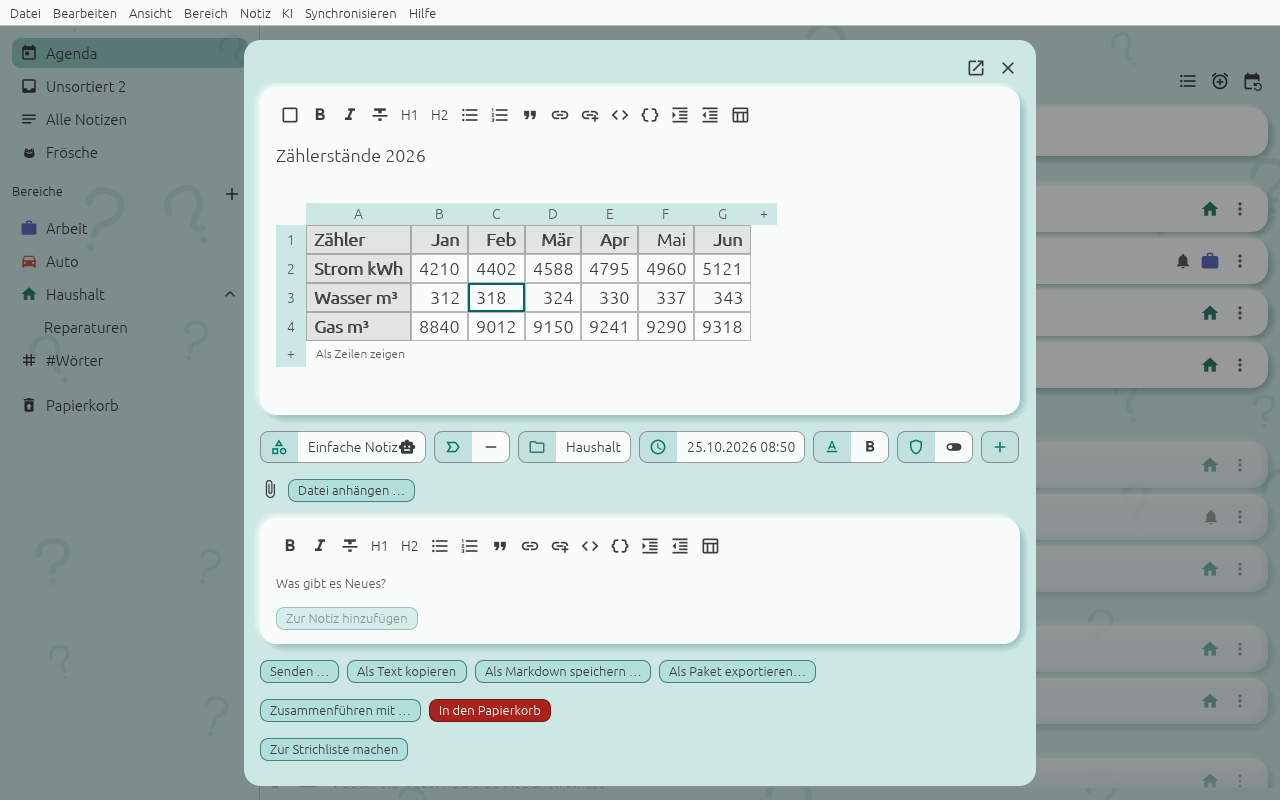 Datei Bearbeiten Ansicht Bereich Notiz KI Synchronisieren Hilfe
Agenda
Unsortiert 2
Alle Notizen
Frösche
Bereiche
Arbeit
Auto
Haushalt
Reparaturen
#Wörter
Papierkorb
H1 H2
Zählerstände 2026
A B C D E F G +
1 Zähler Jan Feb Mär Apr Mai Jun
2 Strom kWh 4210 4402 4588 4795 4960 5121
3 Wasser m³ 312 318 324 330 337 343
4 Gas m³ 8840 9012 9150 9241 9290 9318
+ Als Zeilen zeigen
Einfache Notiz Haushalt 25.10.2026 08:50 A B
Datei anhängen …
B H1 H2
Was gibt es Neues?
Zur Notiz hinzufügen
Senden … Als Text kopieren Als Markdown speichern … Als Paket exportieren…
Zusammenführen mit … In den Papierkorb
Zur Strichliste machen